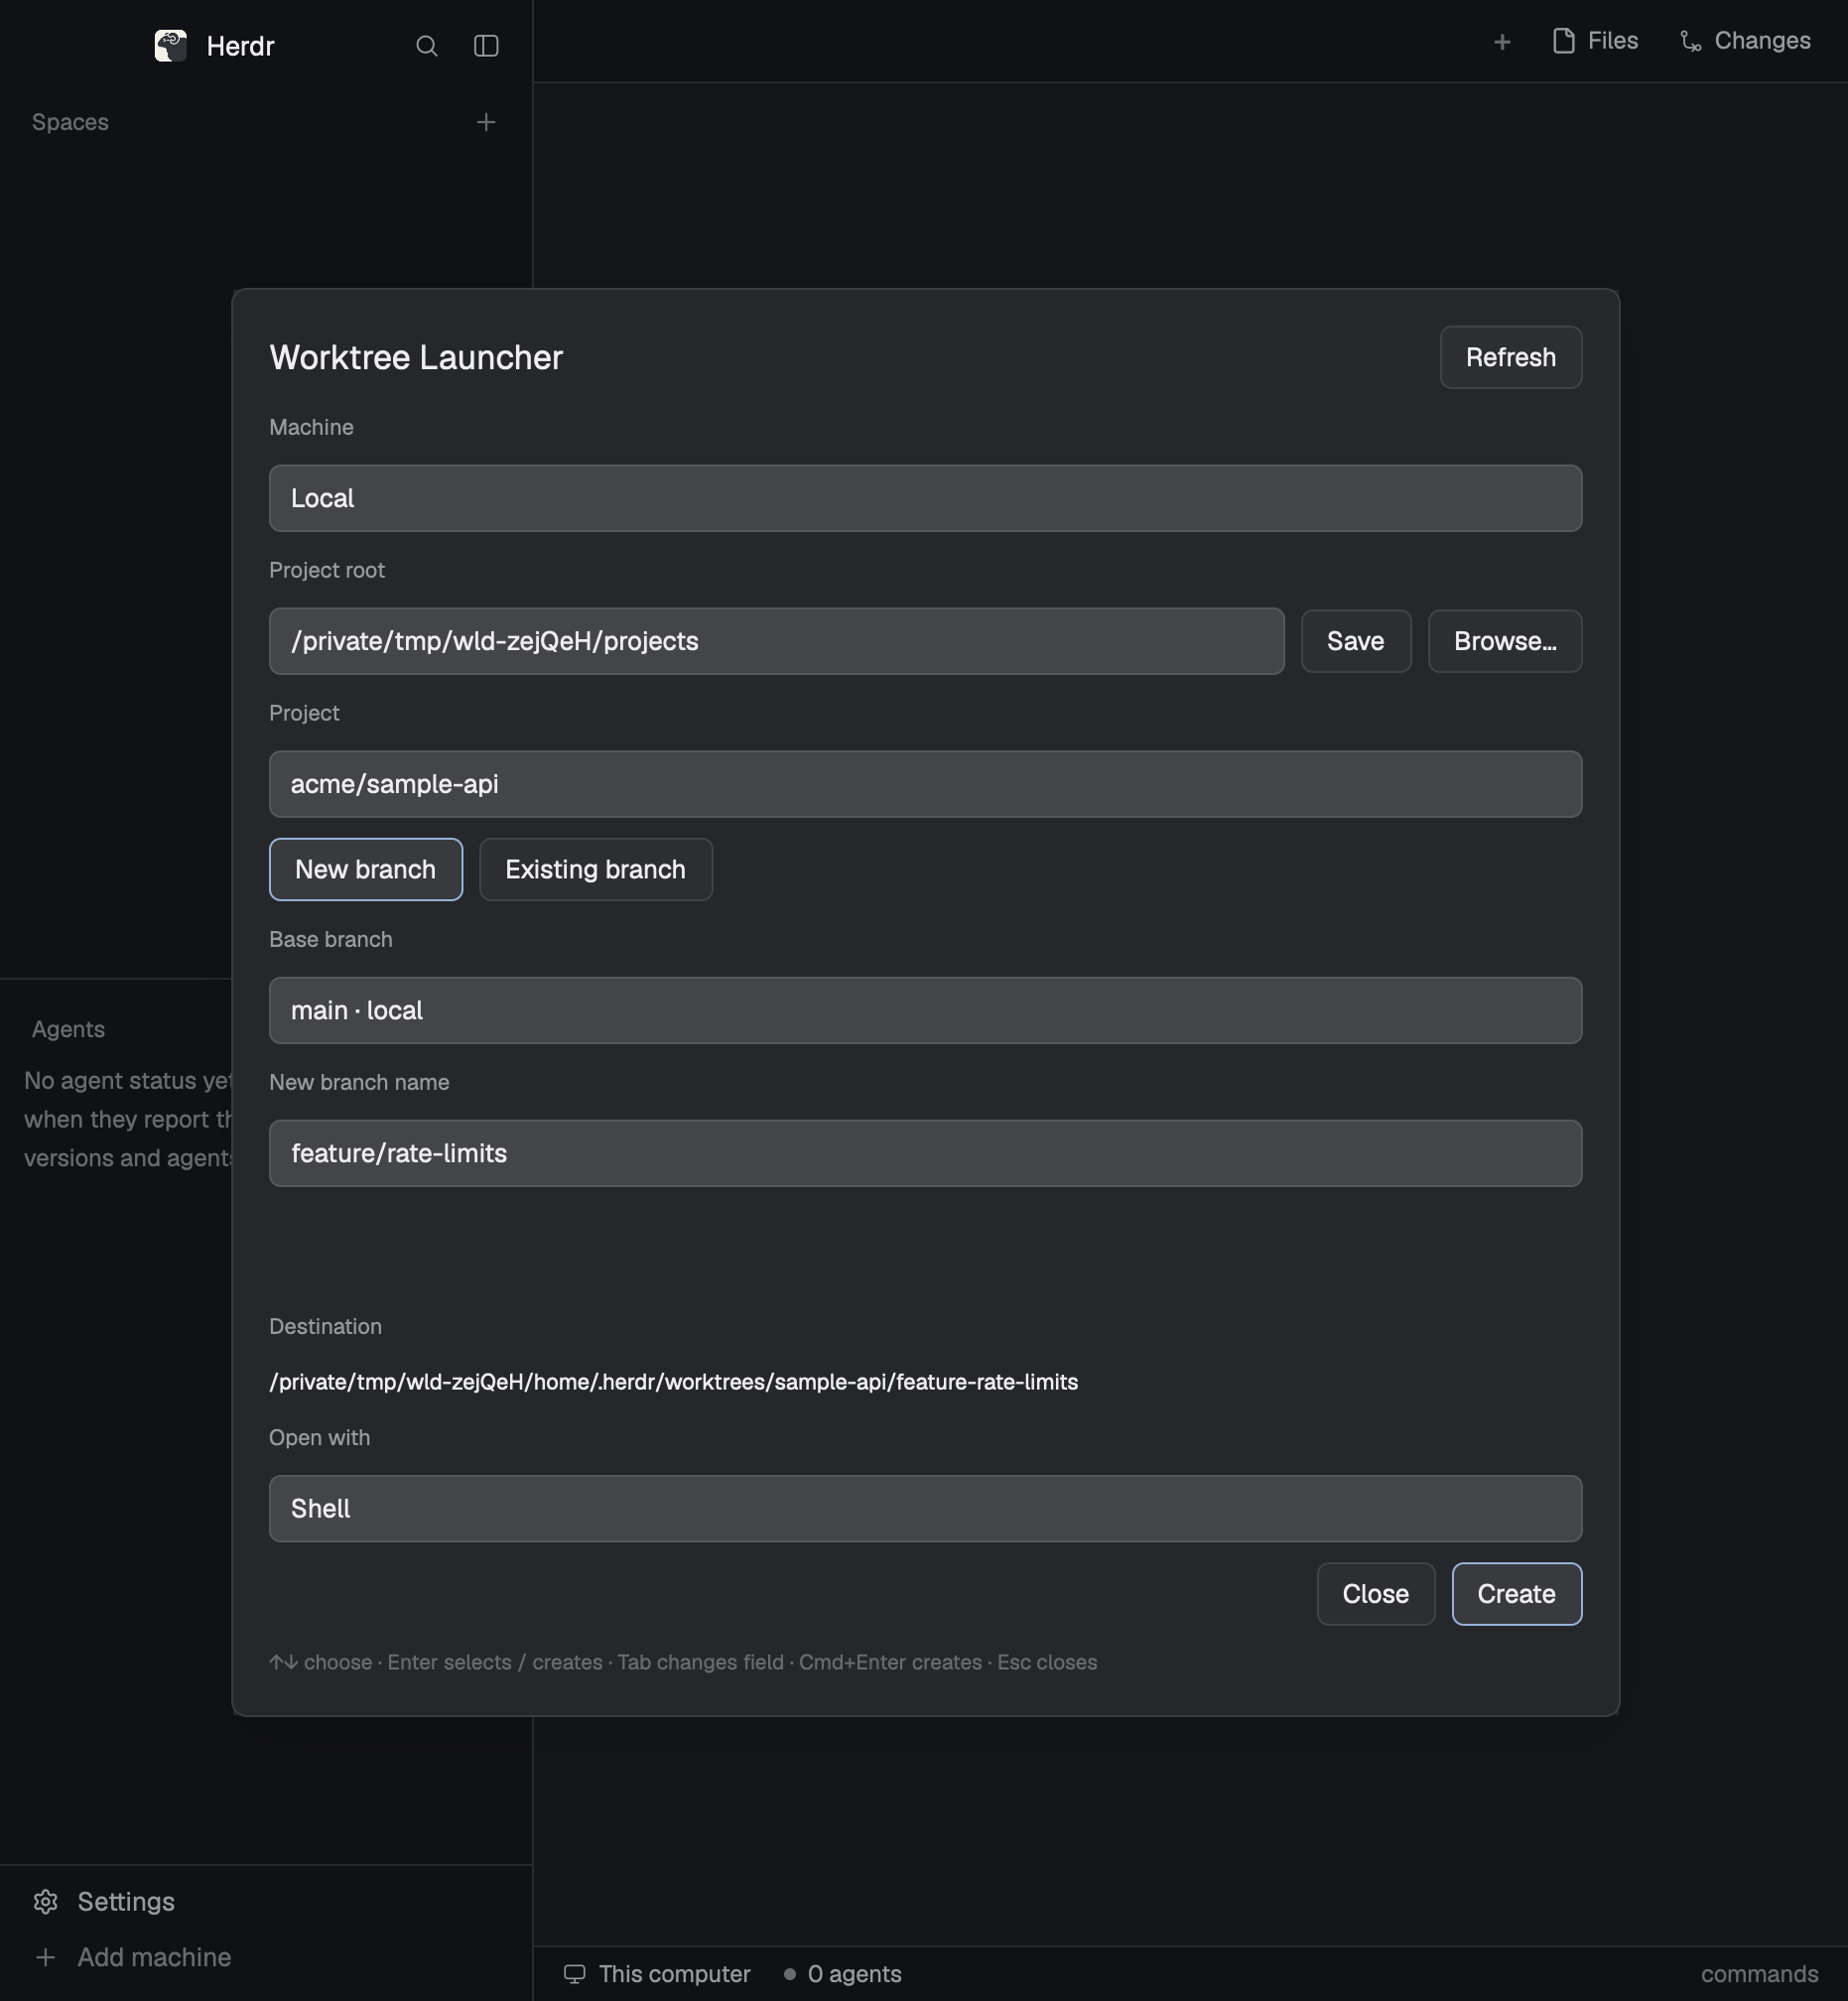 Herdr
+ Files Changes
Spaces
Worktree Launcher
Refresh
Machine
Local
Project root
/private/tmp/wld-zejQeH/projects
Save
Browse…
Project
acme/sample-api
New branch
Existing branch
Base branch
main · local
Agents
No agent status yet
when they report th
versions and agents
New branch name
feature/rate-limits
Destination
/private/tmp/wld-zejQeH/home/.herdr/worktrees/sample-api/feature-rate-limits
Open with
Shell
Close
Create
↑↓ choose · Enter selects / creates · Tab changes field · Cmd+Enter creates · Esc closes
Settings
+ Add machine
This computer
0 agents
commands